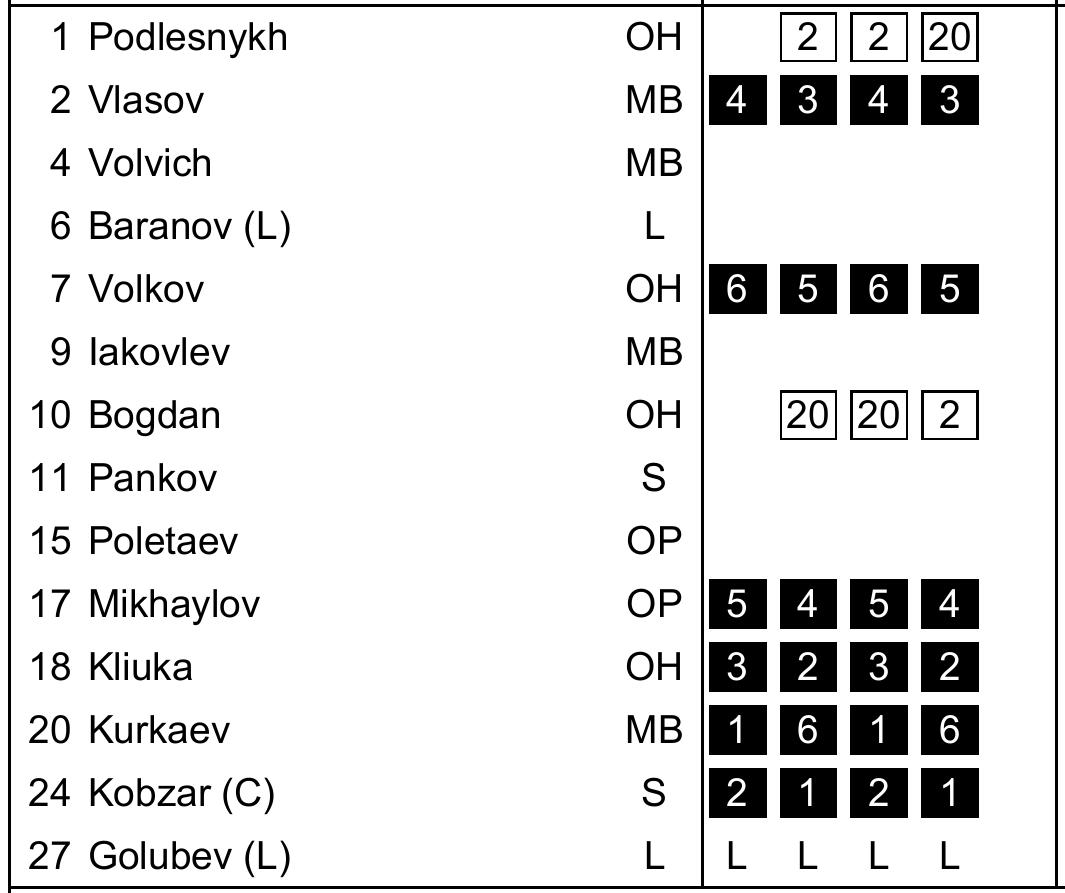 1 Podlesnykh OH 2 2 20
2 Vlasov MB 4 3 4 3
4 Volvich MB
6 Baranov (L) L
7 Volkov OH 6 5 6 5
9 Iakovlev MB
10 Bogdan OH 20 20 2
11 Pankov S
15 Poletaev OP
17 Mikhaylov OP 5 4 5 4
18 Kliuka OH 3 2 3 2
20 Kurkaev MB 1 6 1 6
24 Kobzar (C) S 2 1 2 1
27 Golubev (L) L L L L L